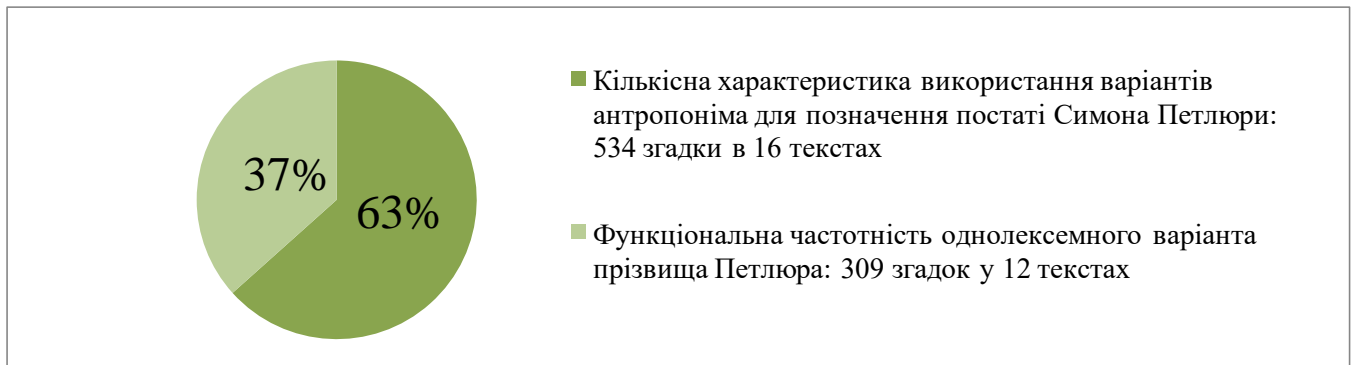 Кількісна характеристика використання варіантів
антропоніма для позначення постаті Симона Петлюри:
534 згадки в 16 текстах
37%
63%
Функціональна частотність однолексемного варіанта
прізвища Петлюра: 309 згадок у 12 текстах